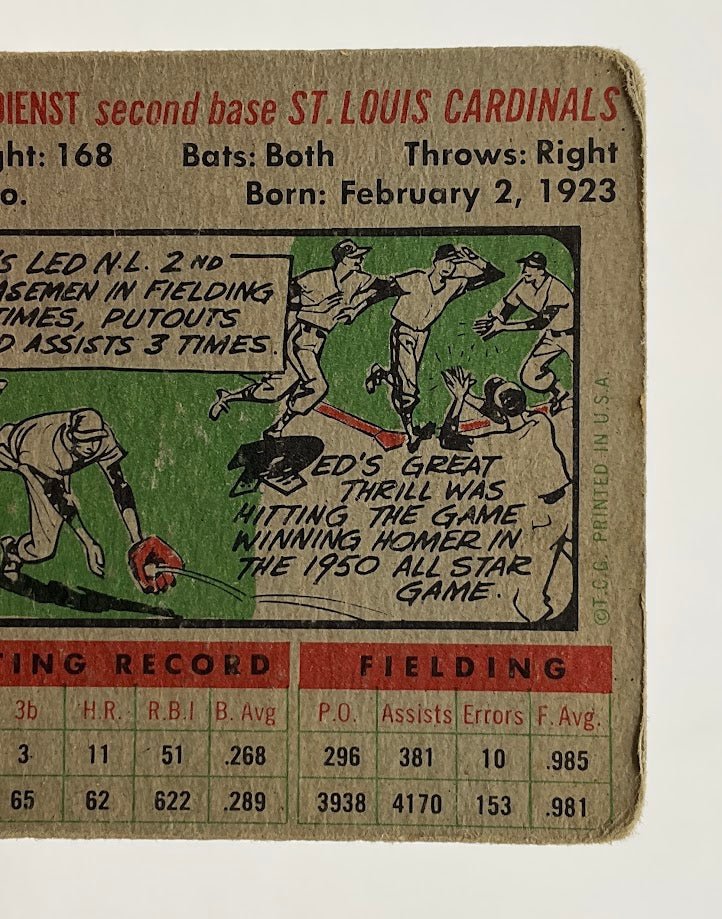 DIENST second base ST. LOUIS CARDINALS
ght: 168 Bats: Both Throws: Right
o. Born: February 2, 1923
'S LED N.L. 2ND
ASEMEN IN FIELDING
TIMES, PUTOUTS
D ASSISTS 3 TIMES.
RED'S GREAT
THRILL WAS
HITTING THE GAME
WINNING HOMER IN
THE 1950 ALL STAR
GAME.
©T.C.G. PRINTED IN U.S.A.
TING RECORD FIELDING
3b H.R. R.B.I B. Avg P.O. Assists Errors F. Avg.
3 11 51 .268 296 381 10 .985
65 62 622 .289 3938 4170 153 .981